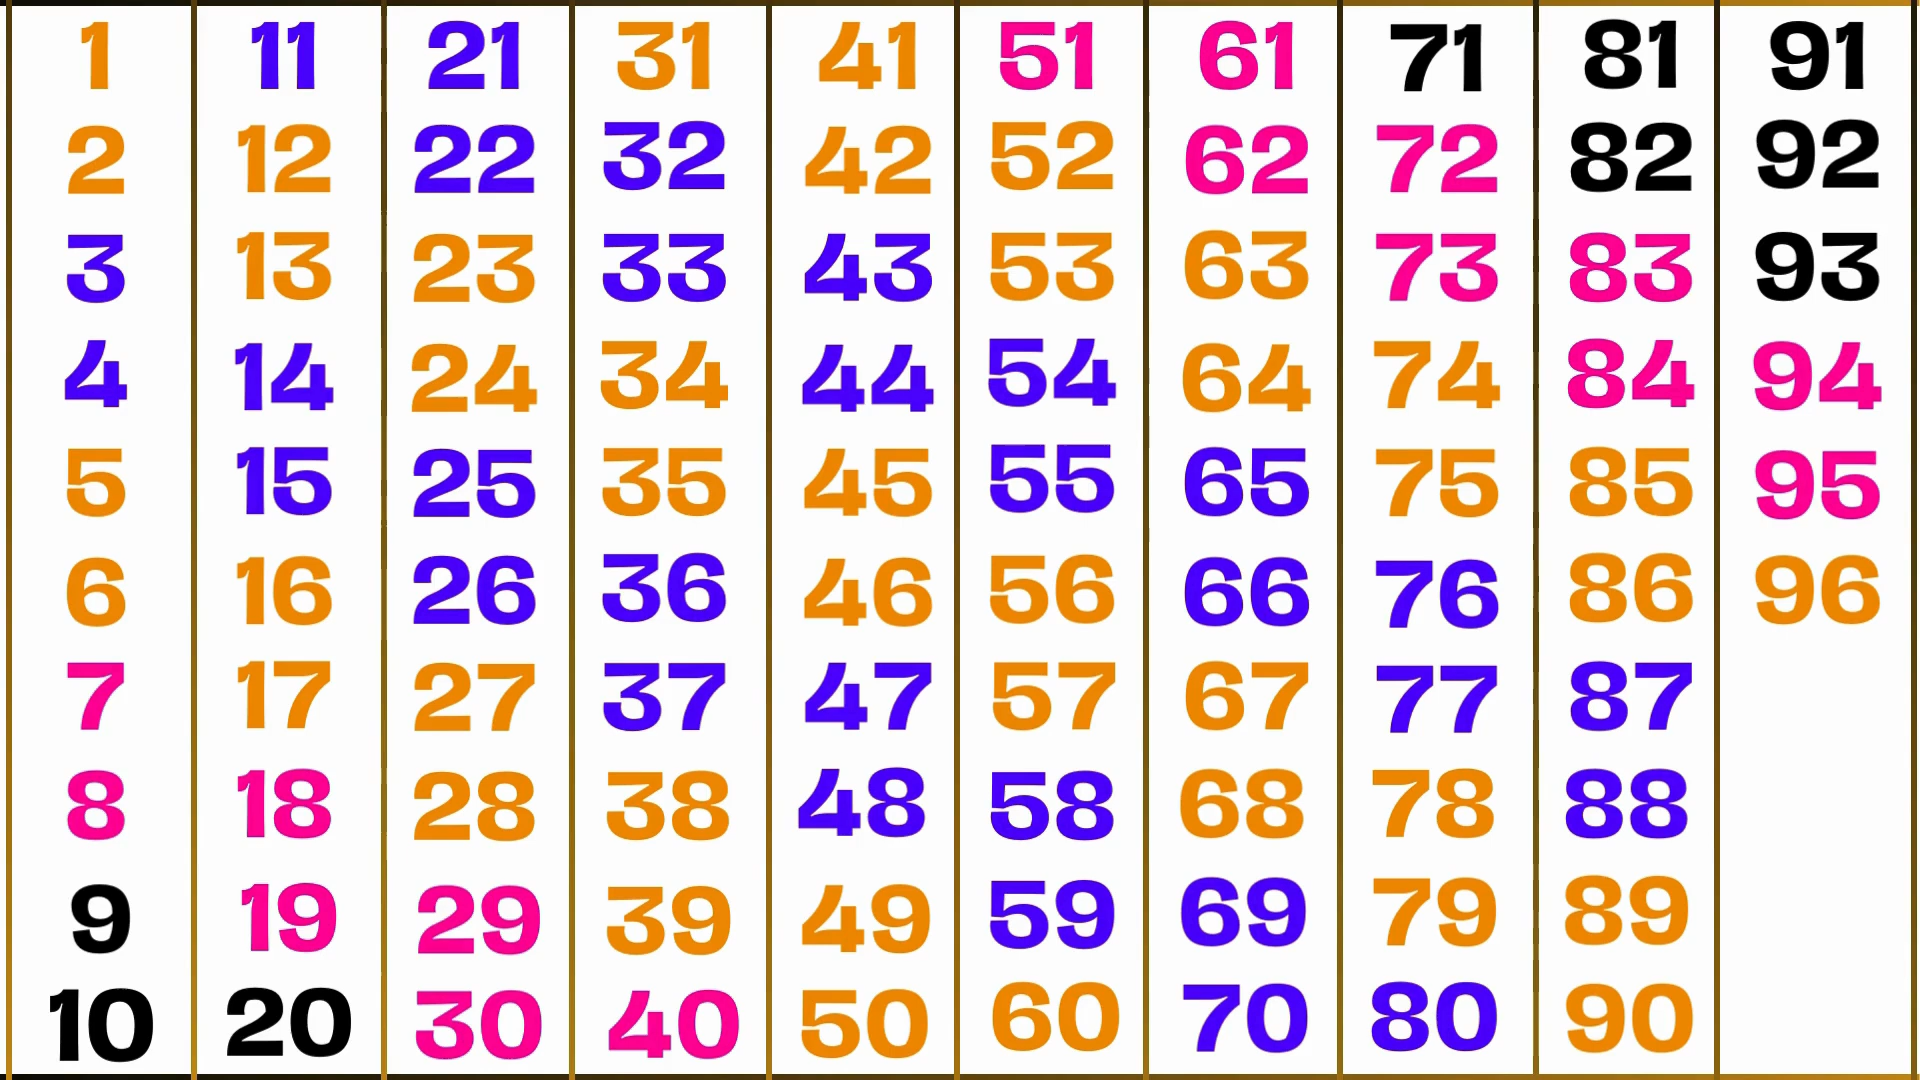 1 11 21 31 41 51 61 71 81 91
2 12 22 32 42 52 62 72 82 92
3 13 23 33 43 53 63 73 83 93
4 14 24 34 44 54 64 74 84 94
5 15 25 35 45 55 65 75 85 95
6 16 26 36 46 56 66 76 86 96
7 17 27 37 47 57 67 77 87
8 18 28 38 48 58 68 78 88
9 19 29 39 49 59 69 79 89
10 20 30 40 50 60 70 80 90